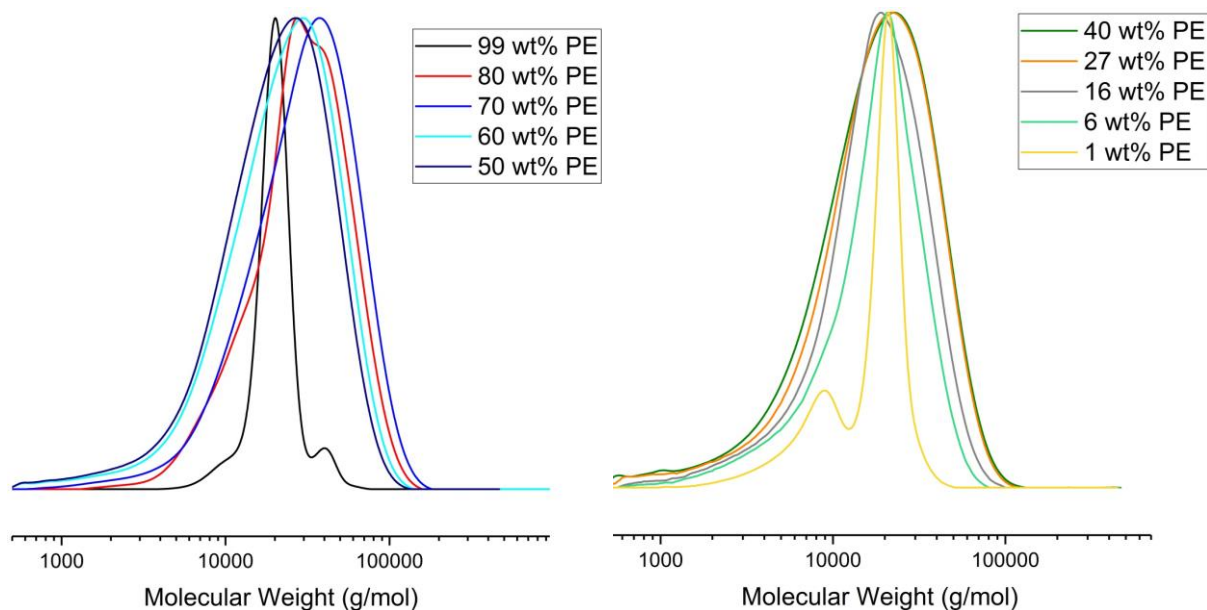 99 wt% PE
80 wt% PE
70 wt% PE
60 wt% PE
50 wt% PE
1000 10000 100000
Molecular Weight (g/mol)
40 wt% PE
27 wt% PE
16 wt% PE
6 wt% PE
1 wt% PE
1000 10000 100000
Molecular Weight (g/mol)